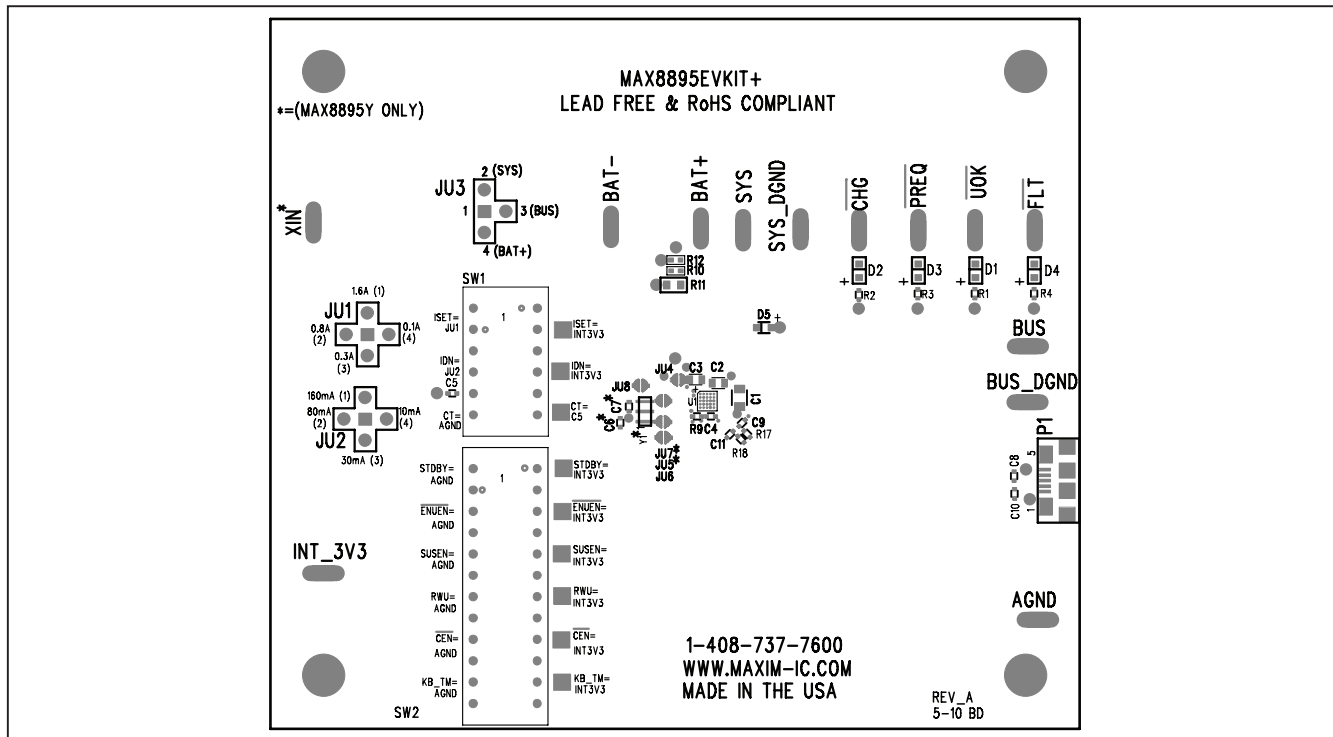 MAX8895EVKIT+
LEAD FREE & RoHS COMPLIANT
*=(MAX8895Y ONLY)
XIN*
2 (SYS)
JU3
1
3 (BUS)
4 (BAT+)
BAT-
BAT+
SYS
SYS_DGND
CHG
PREQ
UOK
FLT
R12
R10
R11
+ D2
+ D3
+ D1
+ D4
R2
R3
R1
R4
D5 +
BUS
BUS_DGND
P1
5
1
C8
C10
1.6A (1)
JU1
0.8A
(2)
0.1A
(4)
0.3A
(3)
160mA (1)
80mA
(2)
10mA
(4)
JU2
30mA (3)
SW1
1
ISET=
JU1
ISET=
INT3V3
IDN=
JU2
IDN=
INT3V3
C5
CT=
AGND
CT=
C5
JU4
C3
C2
JU8
*
C7
+
U1
C1
*
C6
*
Y1
R9
C4
C9
R17
C11
R18
JU7*
JU5*
JU6
STDBY=
AGND
1
STDBY=
INT3V3
ENUEN=
AGND
ENUEN=
INT3V3
SUSEN=
AGND
SUSEN=
INT3V3
RWU=
AGND
RWU=
INT3V3
CEN=
AGND
CEN=
INT3V3
KB_TM=
AGND
KB_TM=
INT3V3
SW2
INT_3V3
AGND
1-408-737-7600
WWW.MAXIM-IC.COM
MADE IN THE USA
REV_A
5-10 BD